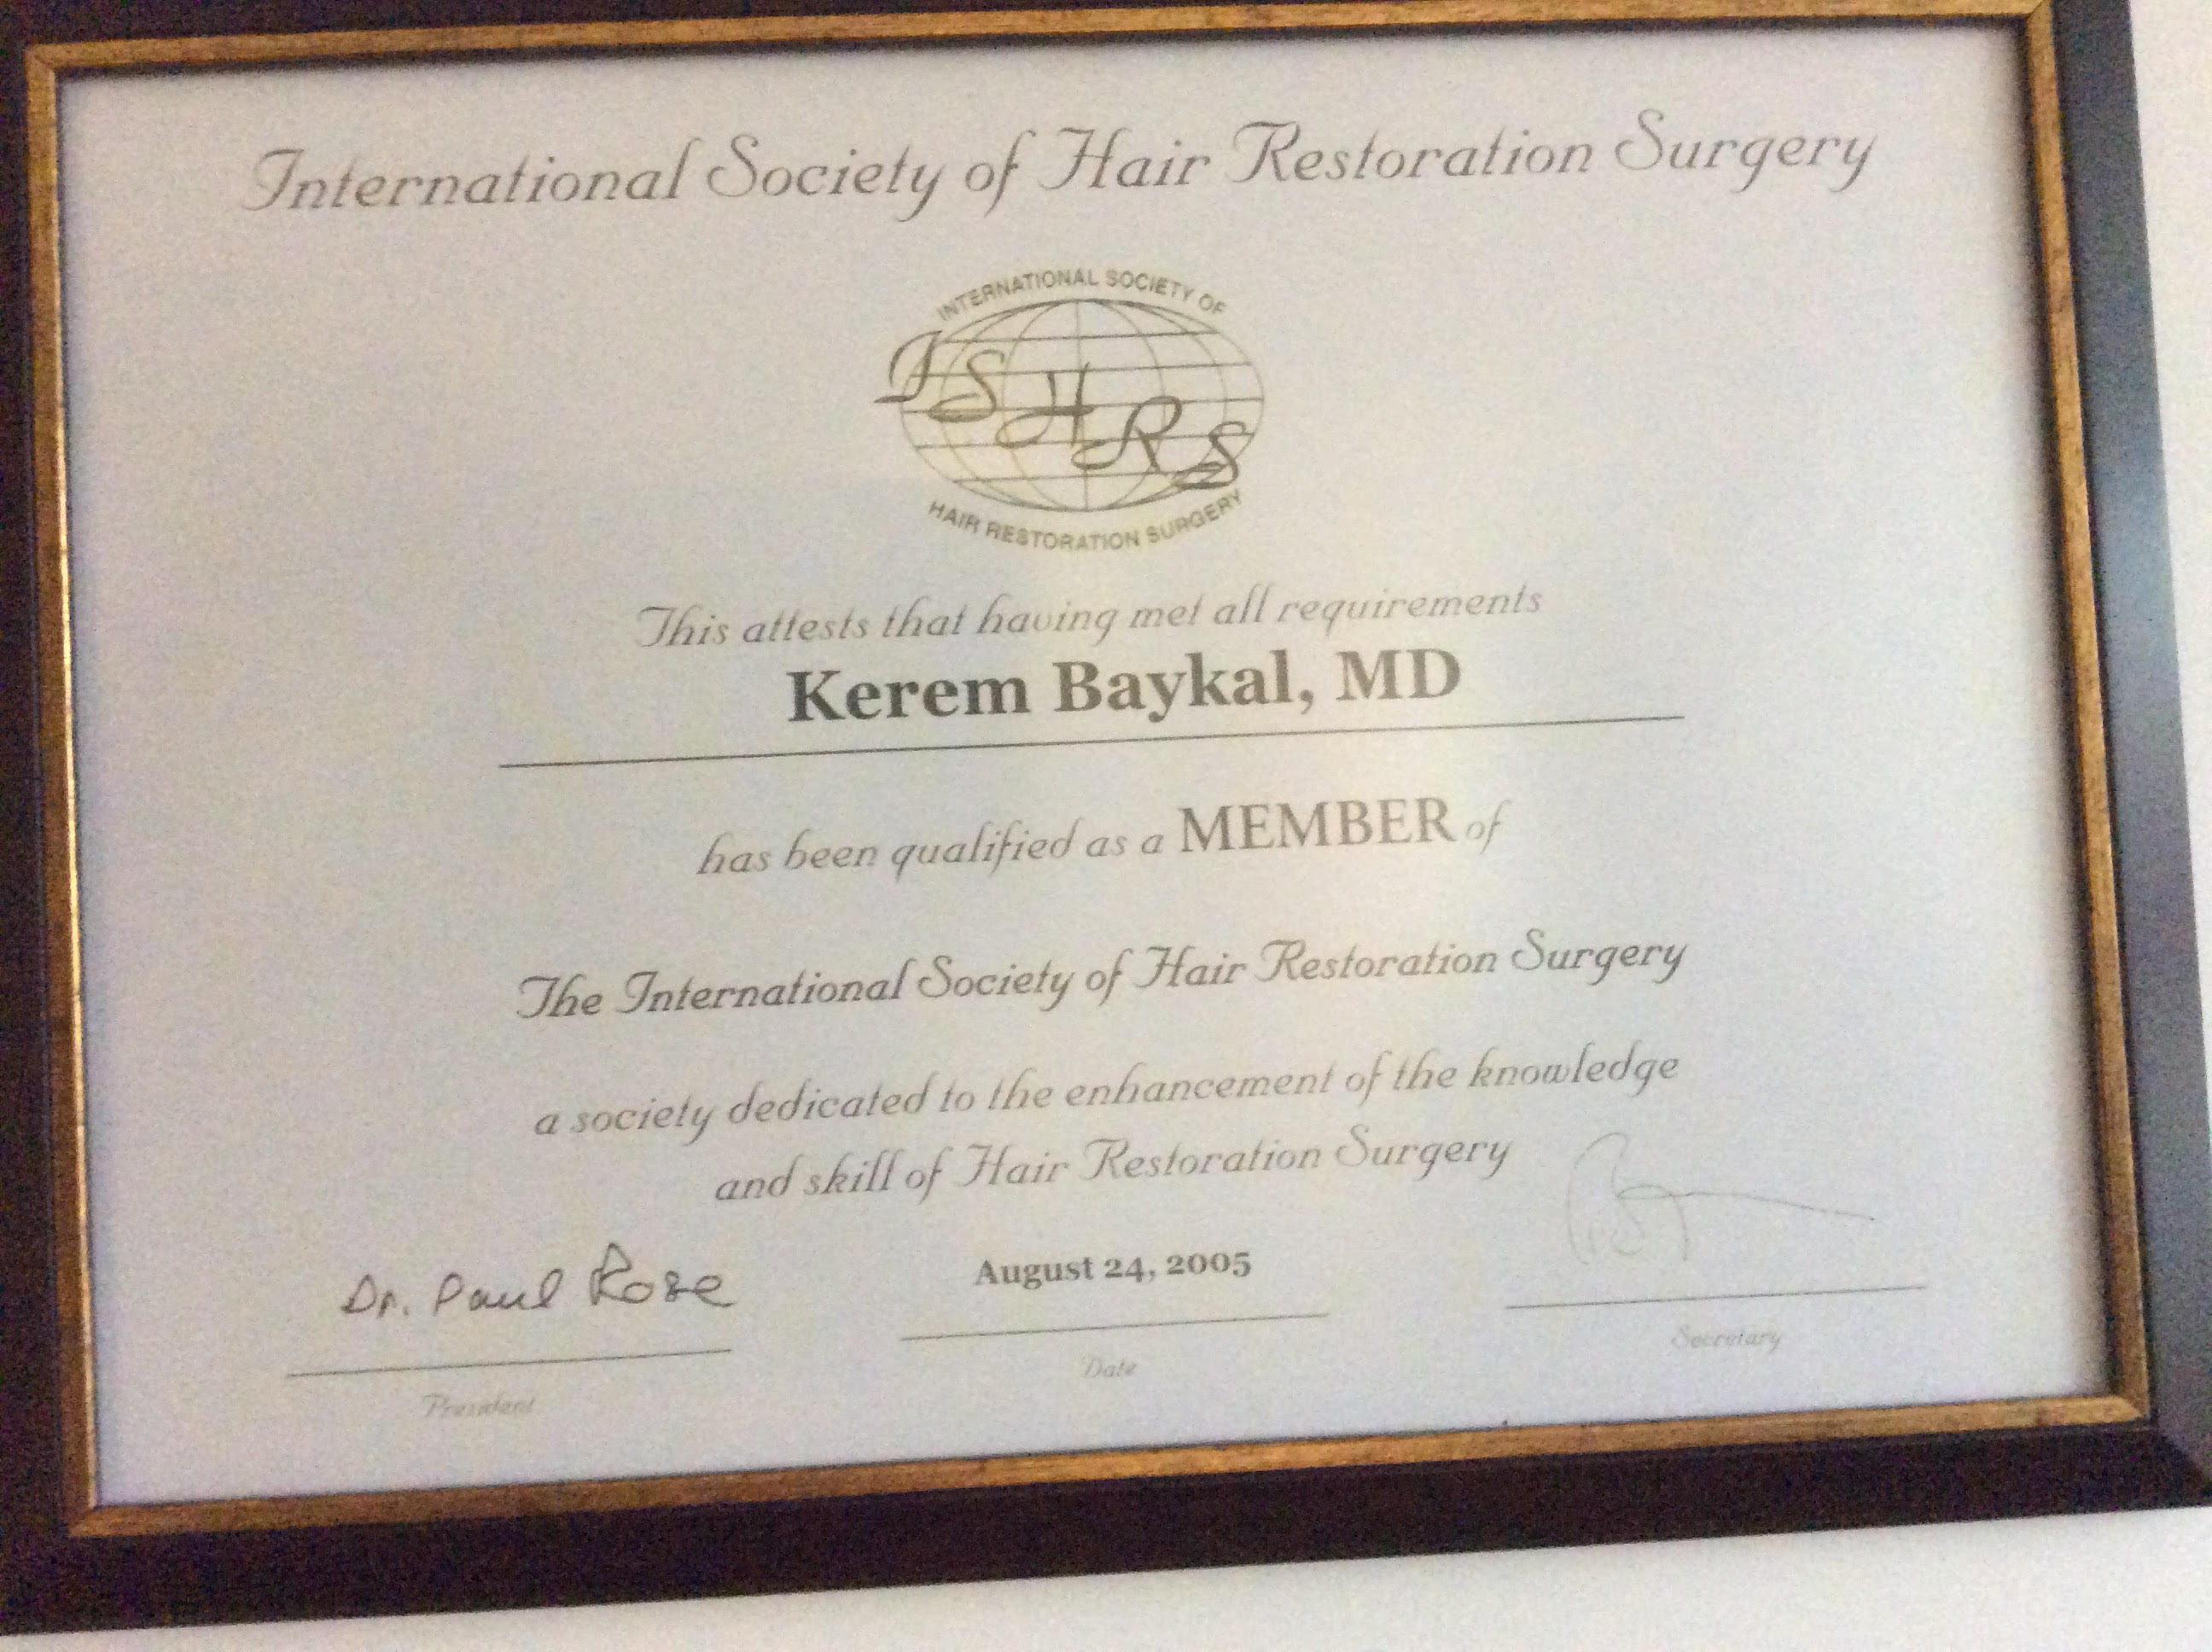 International Society of Hair Restoration Surgery
INTERNATIONAL SOCIETY OF
ISHRS
HAIR RESTORATION SURGERY
This attests that having met all requirements
Kerem Baykal, MD
has been qualified as a MEMBER of
The International Society of Hair Restoration Surgery
a society dedicated to the enhancement of the knowledge
and skill of Hair Restoration Surgery
Dr. Paul Rose
August 24, 2005
President
Date
Secretary